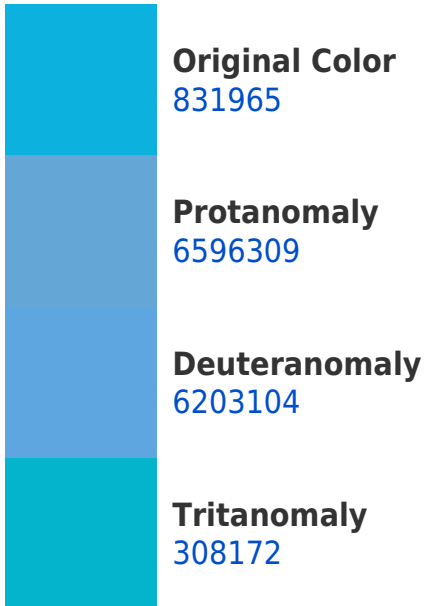 Original Color
831965
Protanomaly
6596309
Deuteranomaly
6203104
Tritanomaly
308172